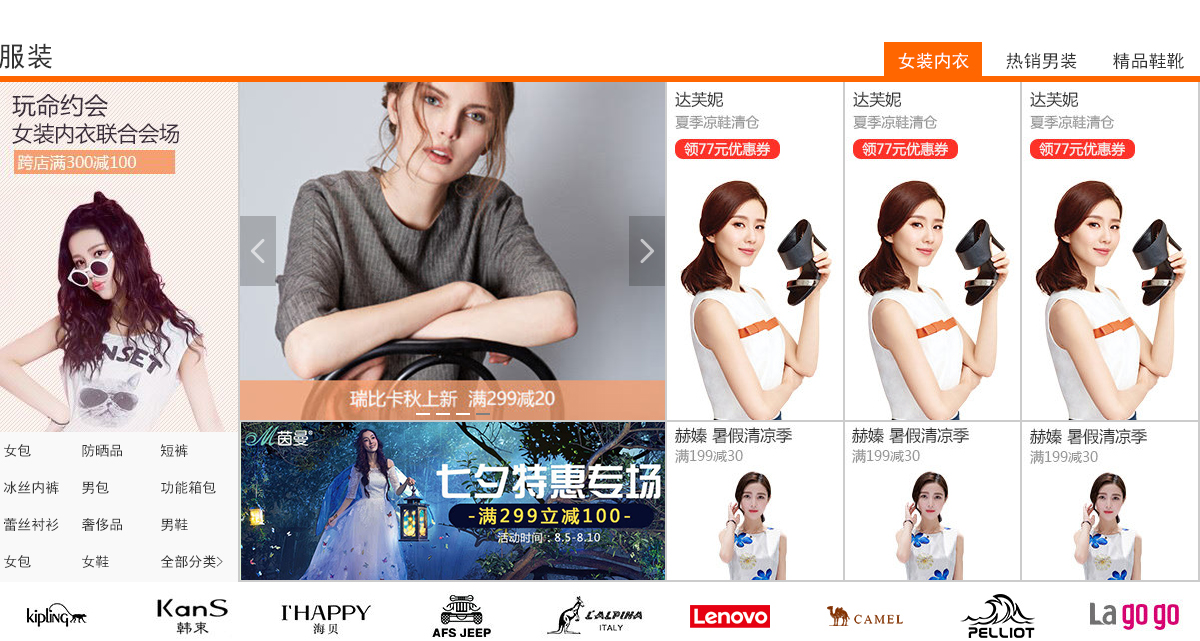 服装
女装内衣 热销男装 精品鞋靴
玩命约会
女装内衣联合会场
跨店满300减100
UNSET
女包 防晒品 短裤
冰丝内裤 男包 功能箱包
蕾丝衬衫 奢侈品 男鞋
女包 女鞋 全部分类>
瑞比卡秋上新 满299减20
茵曼®
七夕特惠专场
-满299立减100-
活动时间：8.5-8.10
达芙妮
夏季凉鞋清仓
领77元优惠券
达芙妮
夏季凉鞋清仓
领77元优惠券
达芙妮
夏季凉鞋清仓
领77元优惠券
赫嫀 暑假清凉季
满199减30
赫嫀 暑假清凉季
满199减30
赫嫀 暑假清凉季
满199减30
kipling
KanS
韩束
I'HAPPY
海贝
AFS JEEP
L'ALPINA
ITALY
Lenovo
CAMEL
PELLIOT
La go go